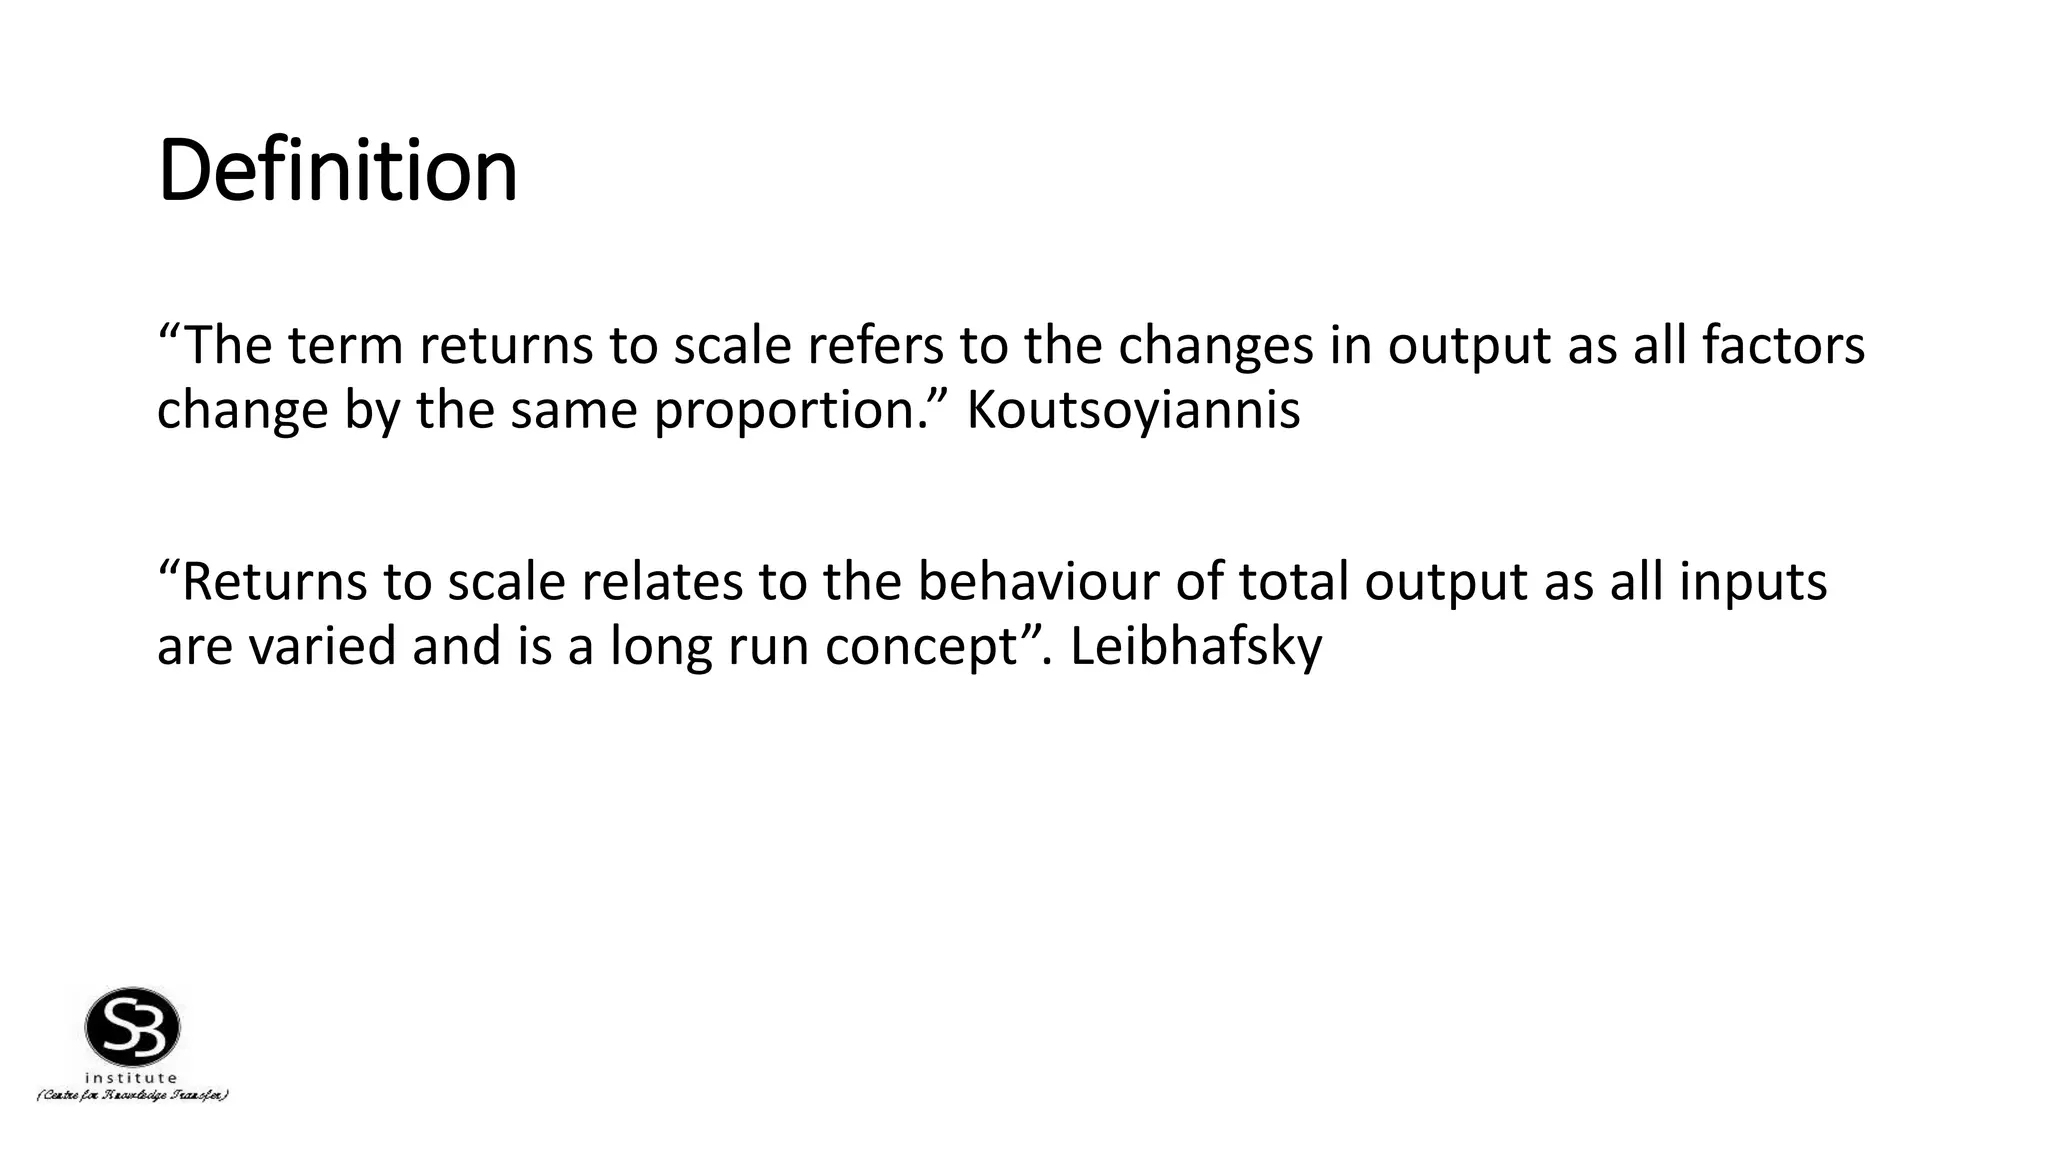 Definition
“The term returns to scale refers to the changes in output as all factors
change by the same proportion.” Koutsoyiannis
“Returns to scale relates to the behaviour of total output as all inputs
are varied and is a long run concept”. Leibhafsky
SB
institute
(Centre for Knowledge Transfer)